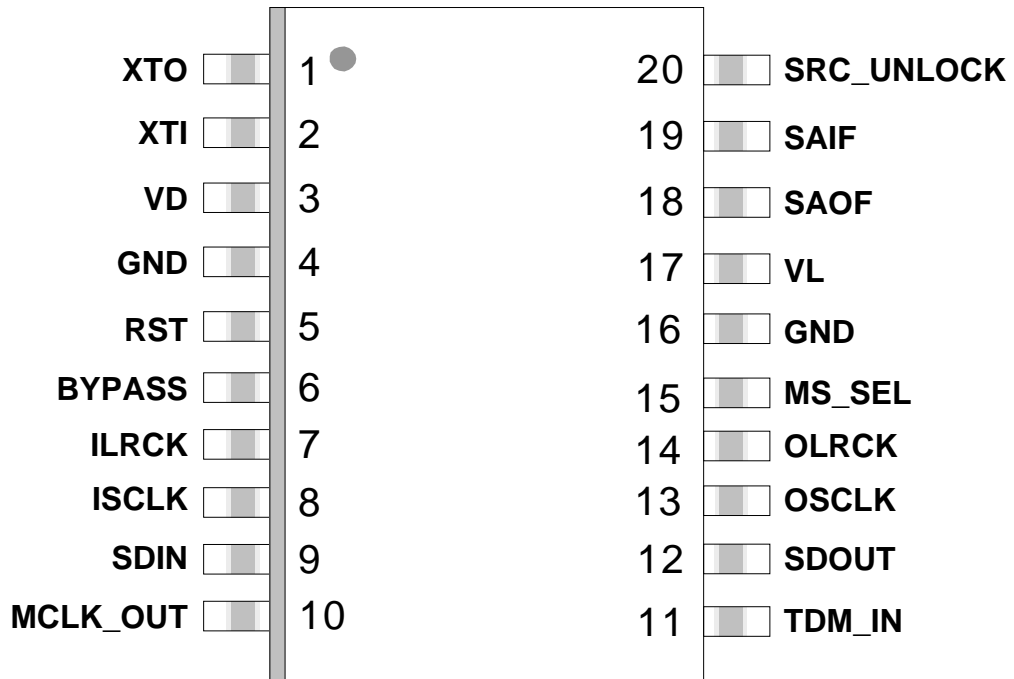 XTO 1 20 SRC_UNLOCK
XTI 2 19 SAIF
VD 3 18 SAOF
GND 4 17 VL
RST 5 16 GND
BYPASS 6 15 MS_SEL
ILRCK 7 14 OLRCK
ISCLK 8 13 OSCLK
SDIN 9 12 SDOUT
MCLK_OUT 10 11 TDM_IN